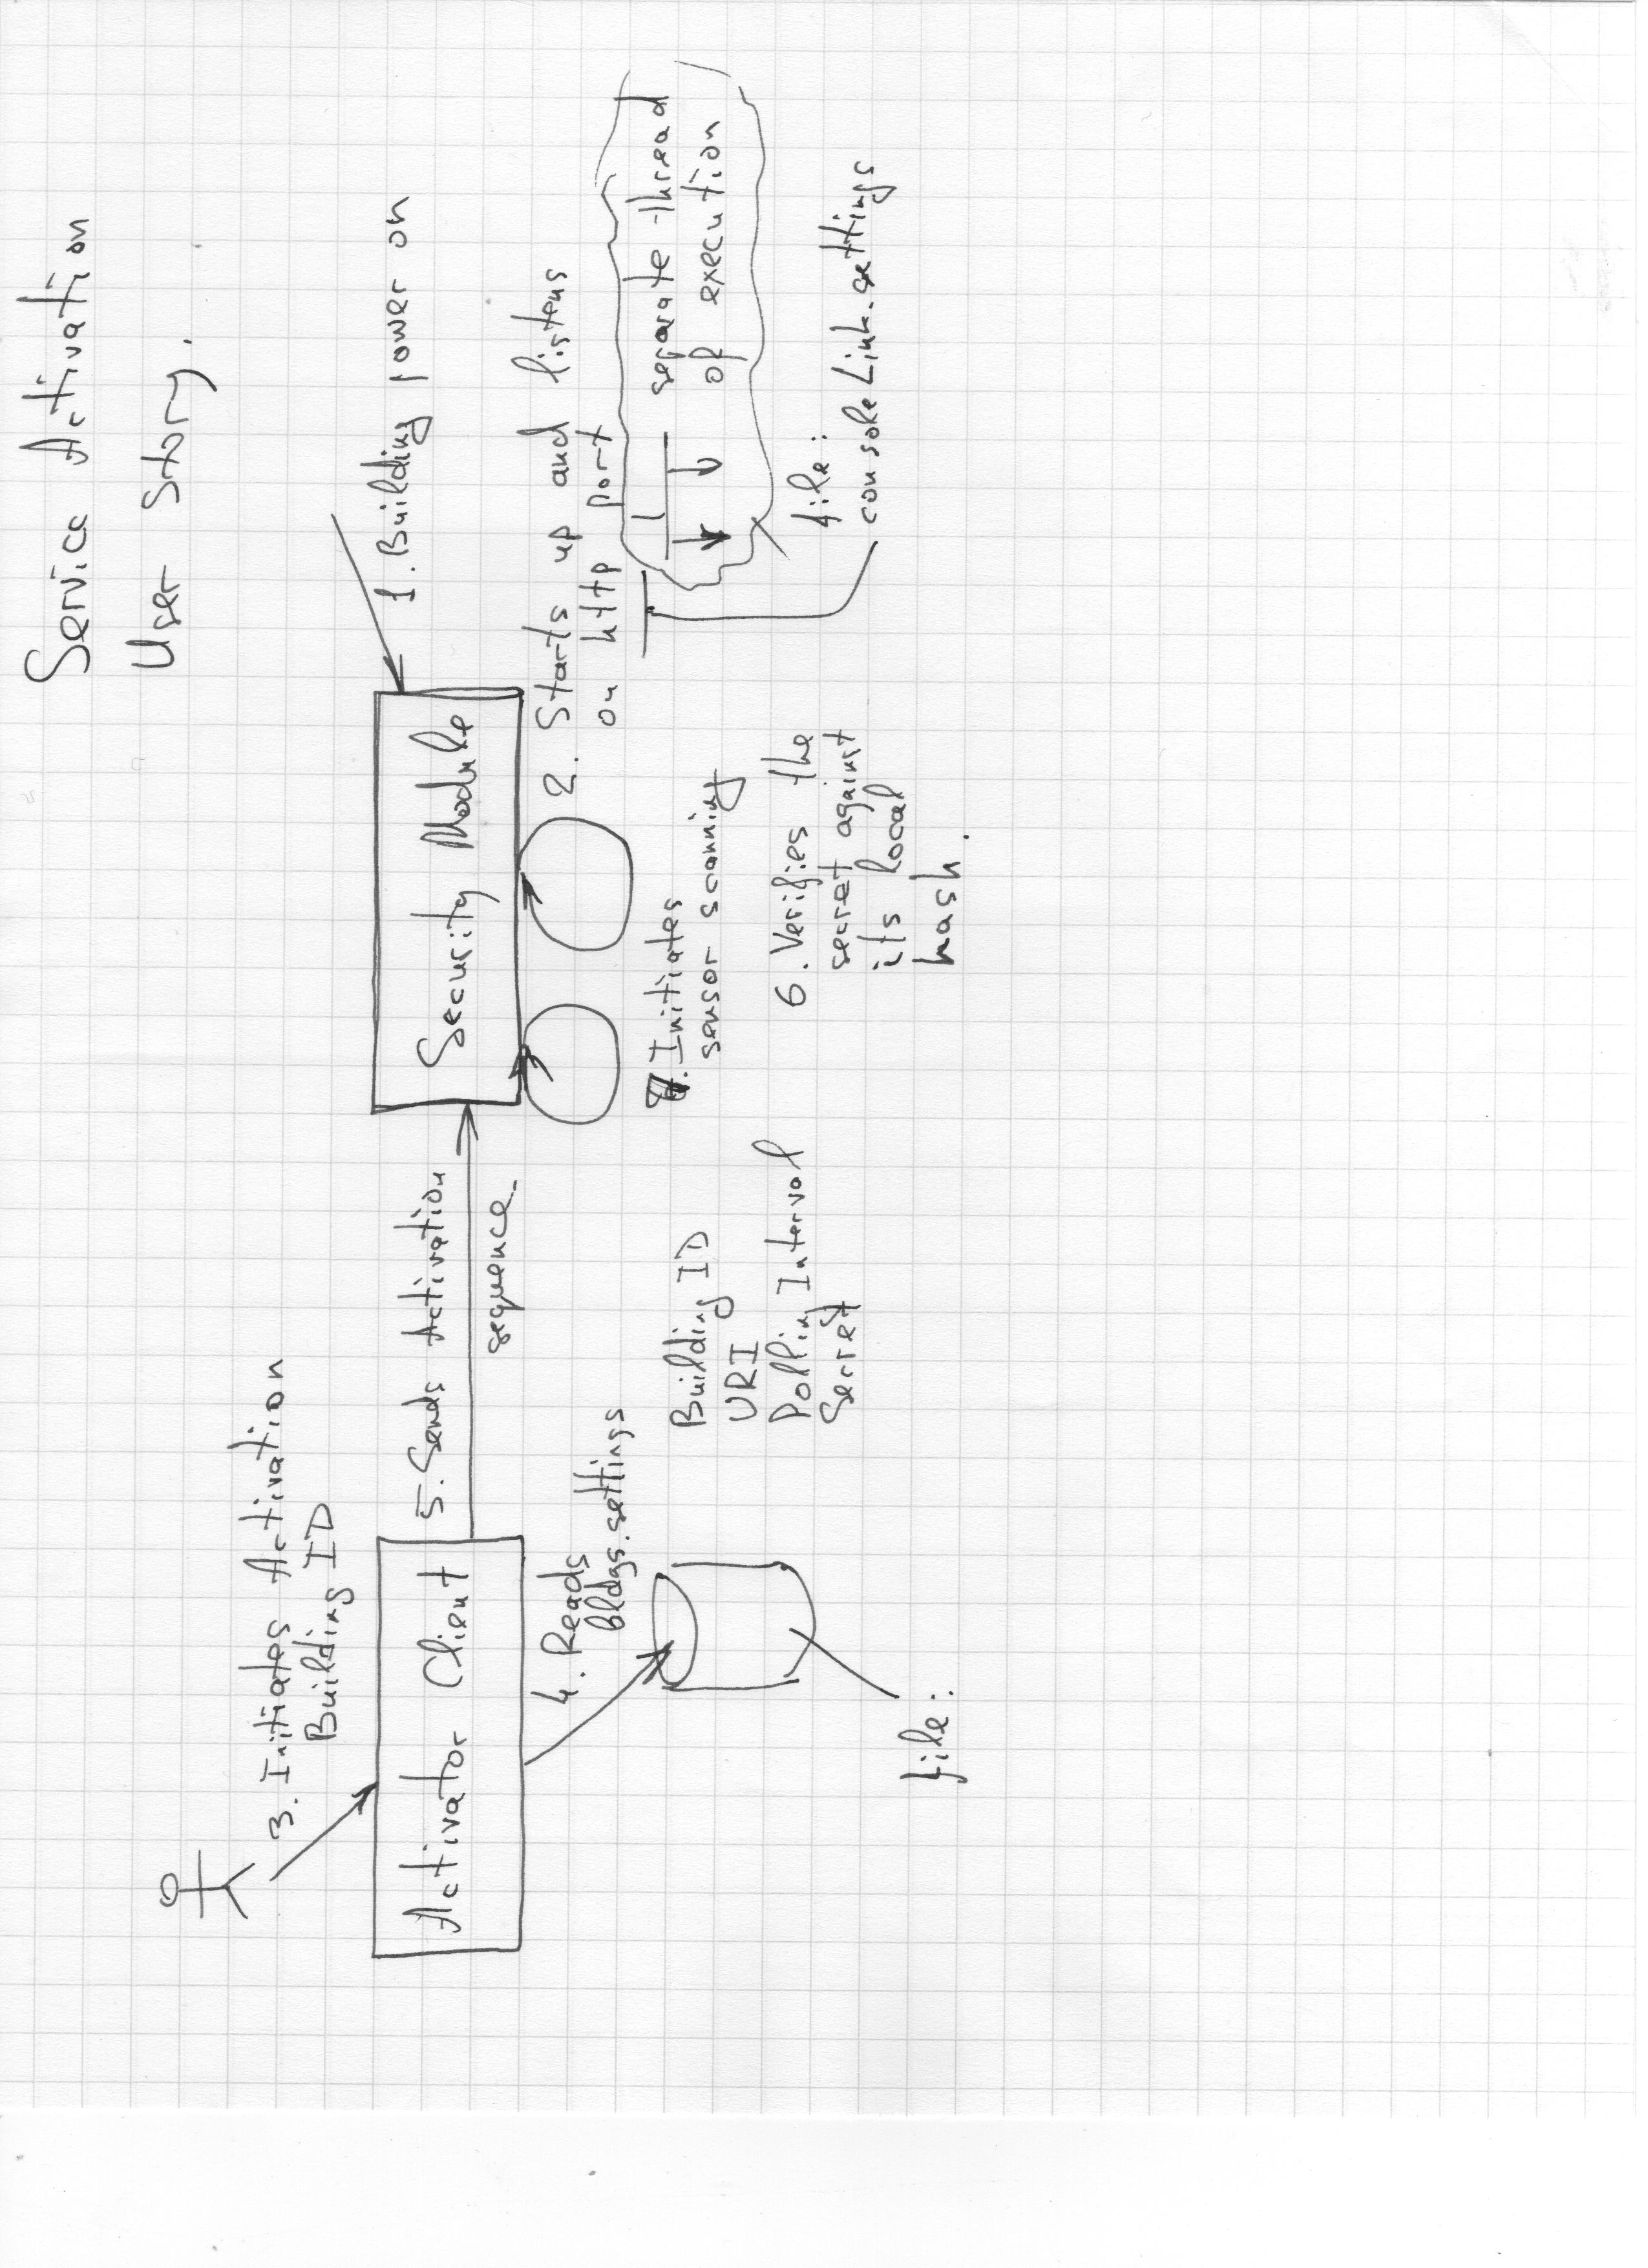 Service Activation
User Story.
1. Building power on
3. Initiates Activation
Building ID
Activator Client
5. Sends Activation
sequence.
Security Module
2. Starts up and listens
on http port
separate thread
of execution
file:
consoleLink.settings
4. Reads
bldgs.settings
7. Initiates
sensor scanning
6. Verifies the
secret against
its local
hash.
Building ID
URI
Polling Interval
Secret
file: